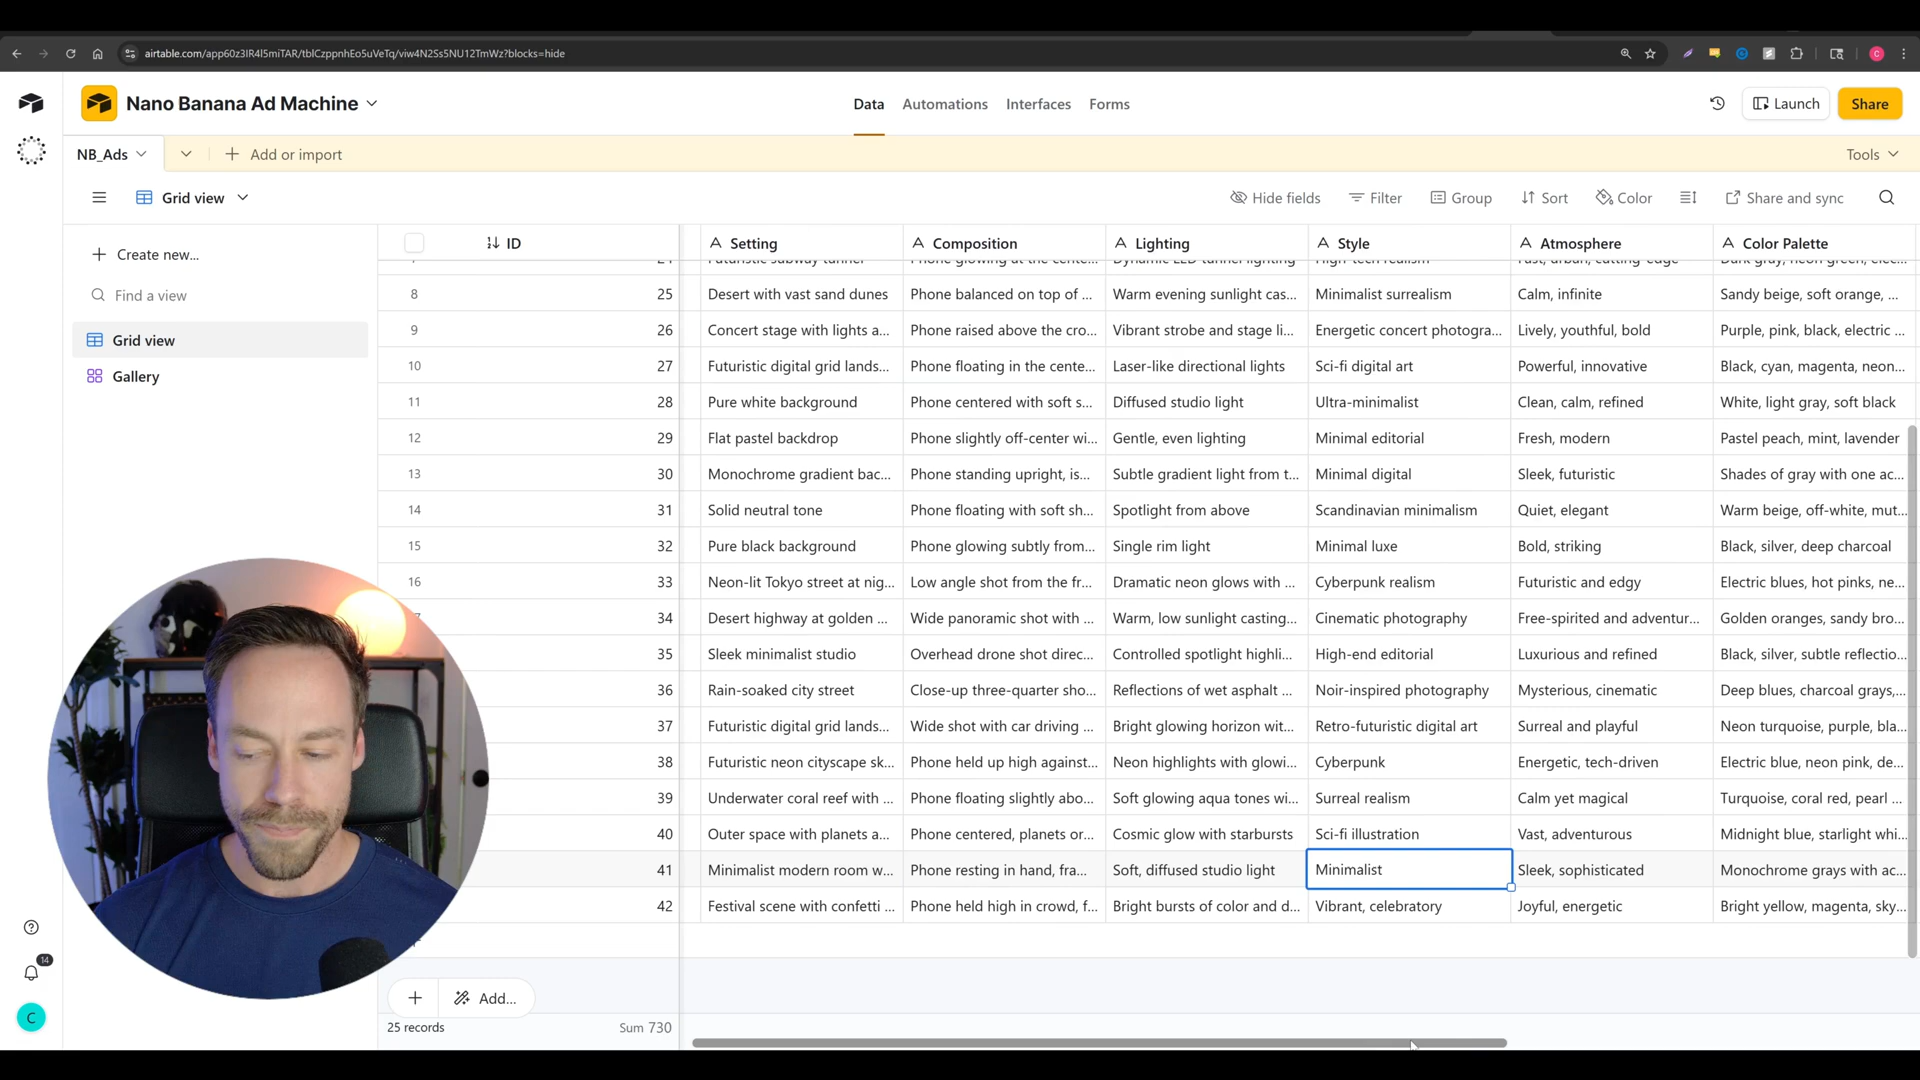 airtable.com/app60z3IR4l5miTAR/tblCzppnhEo5uVeTq/viw4N2Ss5NU12TmWz?blocks=hide
Nano Banana Ad Machine
Data Automations Interfaces Forms
Launch Share
NB_Ads
Add or import
Tools
Grid view
Hide fields Filter Group Sort Color Share and sync
Create new...
Find a view
Grid view
Gallery
ID Setting Composition Lighting Style Atmosphere Color Palette
8 25 Desert with vast sand dunes Phone balanced on top of ... Warm evening sunlight cas... Minimalist surrealism Calm, infinite Sandy beige, soft orange, ...
9 26 Concert stage with lights a... Phone raised above the cro... Vibrant strobe and stage li... Energetic concert photogra... Lively, youthful, bold Purple, pink, black, electric ...
10 27 Futuristic digital grid lands... Phone floating in the cente... Laser-like directional lights Sci-fi digital art Powerful, innovative Black, cyan, magenta, neon...
11 28 Pure white background Phone centered with soft s... Diffused studio light Ultra-minimalist Clean, calm, refined White, light gray, soft black
12 29 Flat pastel backdrop Phone slightly off-center wi... Gentle, even lighting Minimal editorial Fresh, modern Pastel peach, mint, lavender
13 30 Monochrome gradient bac... Phone standing upright, is... Subtle gradient light from t... Minimal digital Sleek, futuristic Shades of gray with one ac...
14 31 Solid neutral tone Phone floating with soft sh... Spotlight from above Scandinavian minimalism Quiet, elegant Warm beige, off-white, mut...
15 32 Pure black background Phone glowing subtly from... Single rim light Minimal luxe Bold, striking Black, silver, deep charcoal
16 33 Neon-lit Tokyo street at nig... Low angle shot from the fr... Dramatic neon glows with ... Cyberpunk realism Futuristic and edgy Electric blues, hot pinks, ne...
34 Desert highway at golden ... Wide panoramic shot with ... Warm, low sunlight casting... Cinematic photography Free-spirited and adventur... Golden oranges, sandy bro...
35 Sleek minimalist studio Overhead drone shot direc... Controlled spotlight highli... High-end editorial Luxurious and refined Black, silver, subtle reflectio...
36 Rain-soaked city street Close-up three-quarter sho... Reflections of wet asphalt ... Noir-inspired photography Mysterious, cinematic Deep blues, charcoal grays,...
37 Futuristic digital grid lands... Wide shot with car driving ... Bright glowing horizon wit... Retro-futuristic digital art Surreal and playful Neon turquoise, purple, bla...
38 Futuristic neon cityscape sk... Phone held up high against... Neon highlights with glowi... Cyberpunk Energetic, tech-driven Electric blue, neon pink, de...
39 Underwater coral reef with ... Phone floating slightly abo... Soft glowing aqua tones wi... Surreal realism Calm yet magical Turquoise, coral red, pearl ...
40 Outer space with planets a... Phone centered, planets or... Cosmic glow with starbursts Sci-fi illustration Vast, adventurous Midnight blue, starlight whi...
41 Minimalist modern room w... Phone resting in hand, fra... Soft, diffused studio light Minimalist Sleek, sophisticated Monochrome grays with ac...
42 Festival scene with confetti ... Phone held high in crowd, f... Bright bursts of color and d... Vibrant, celebratory Joyful, energetic Bright yellow, magenta, sky...
14
C
Add...
25 records Sum 730